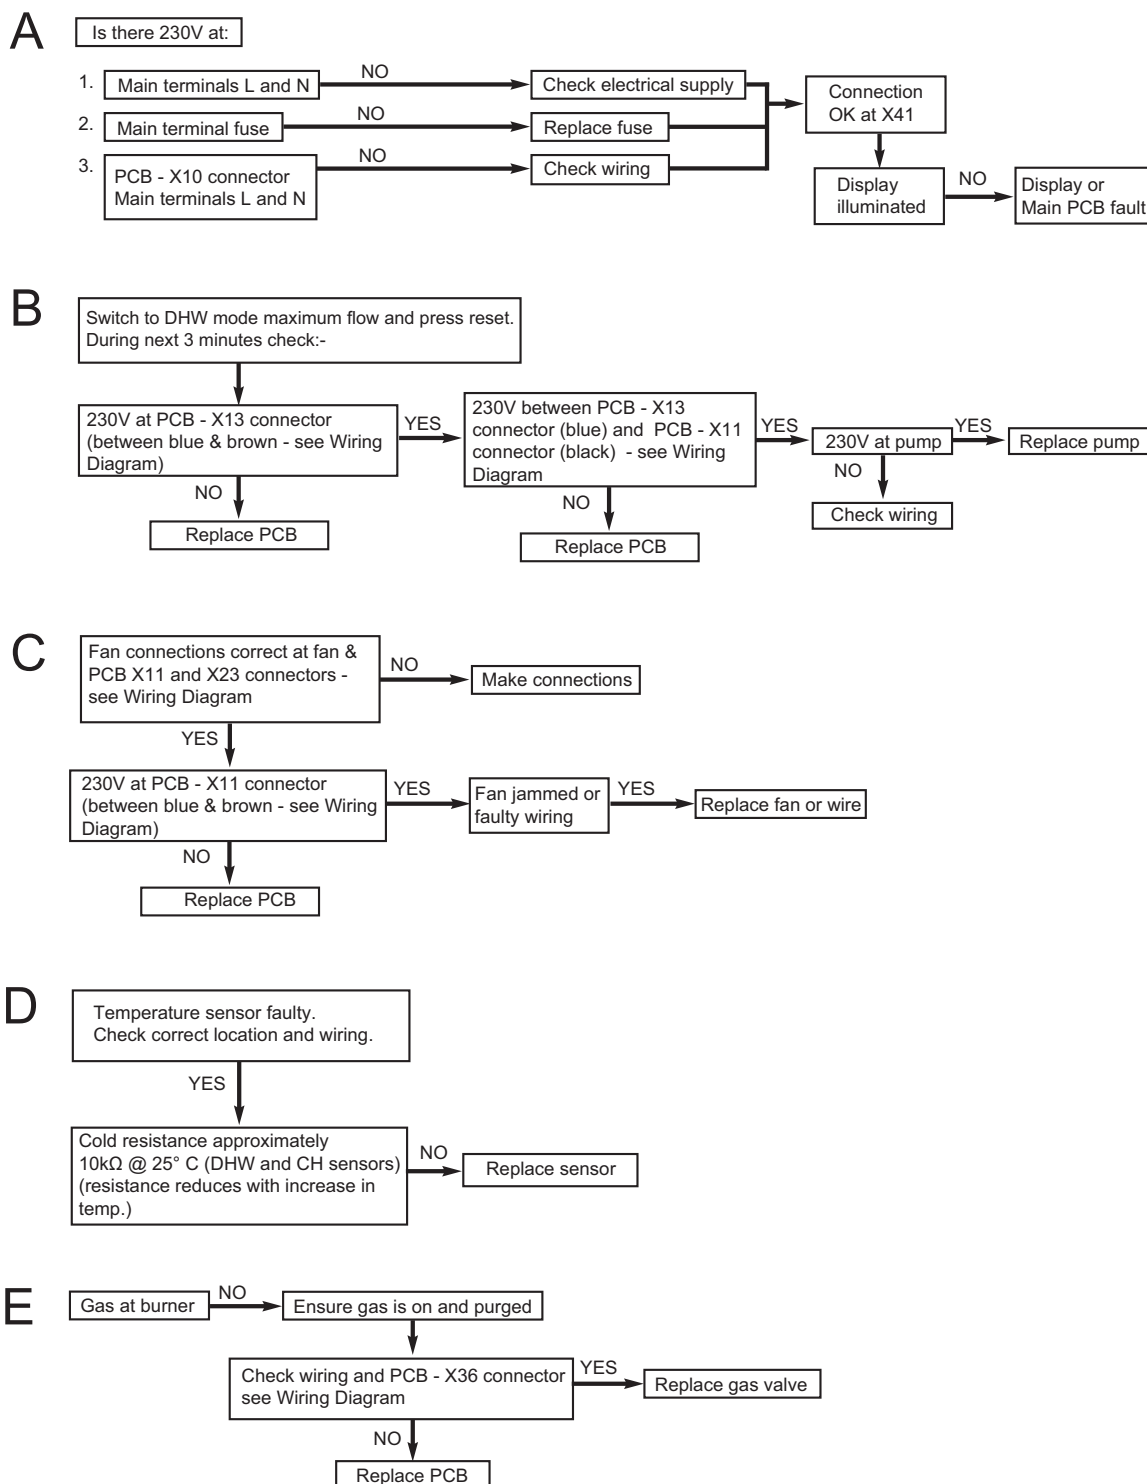 A
Is there 230V at:
1.
Main terminals L and N
NO
Check electrical supply
Connection
OK at X41
2.
Main terminal fuse
NO
Replace fuse
3.
PCB - X10 connector
Main terminals L and N
NO
Check wiring
Display
illuminated
NO
Display or
Main PCB fault
B
Switch to DHW mode maximum flow and press reset.
During next 3 minutes check:-
230V at PCB - X13 connector
(between blue & brown - see Wiring
Diagram)
YES
230V between PCB - X13
connector (blue) and PCB - X11
connector (black) - see Wiring
Diagram
YES
230V at pump
YES
Replace pump
NO
Replace PCB
NO
Replace PCB
NO
Check wiring
C
Fan connections correct at fan &
PCB X11 and X23 connectors -
see Wiring Diagram
NO
Make connections
YES
230V at PCB - X11 connector
(between blue & brown - see Wiring
Diagram)
YES
Fan jammed or
faulty wiring
YES
Replace fan or wire
NO
Replace PCB
D
Temperature sensor faulty.
Check correct location and wiring.
YES
Cold resistance approximately
10kΩ @ 25° C (DHW and CH sensors)
(resistance reduces with increase in
temp.)
NO
Replace sensor
E
Gas at burner
NO
Ensure gas is on and purged
Check wiring and PCB - X36 connector
see Wiring Diagram
YES
Replace gas valve
NO
Replace PCB